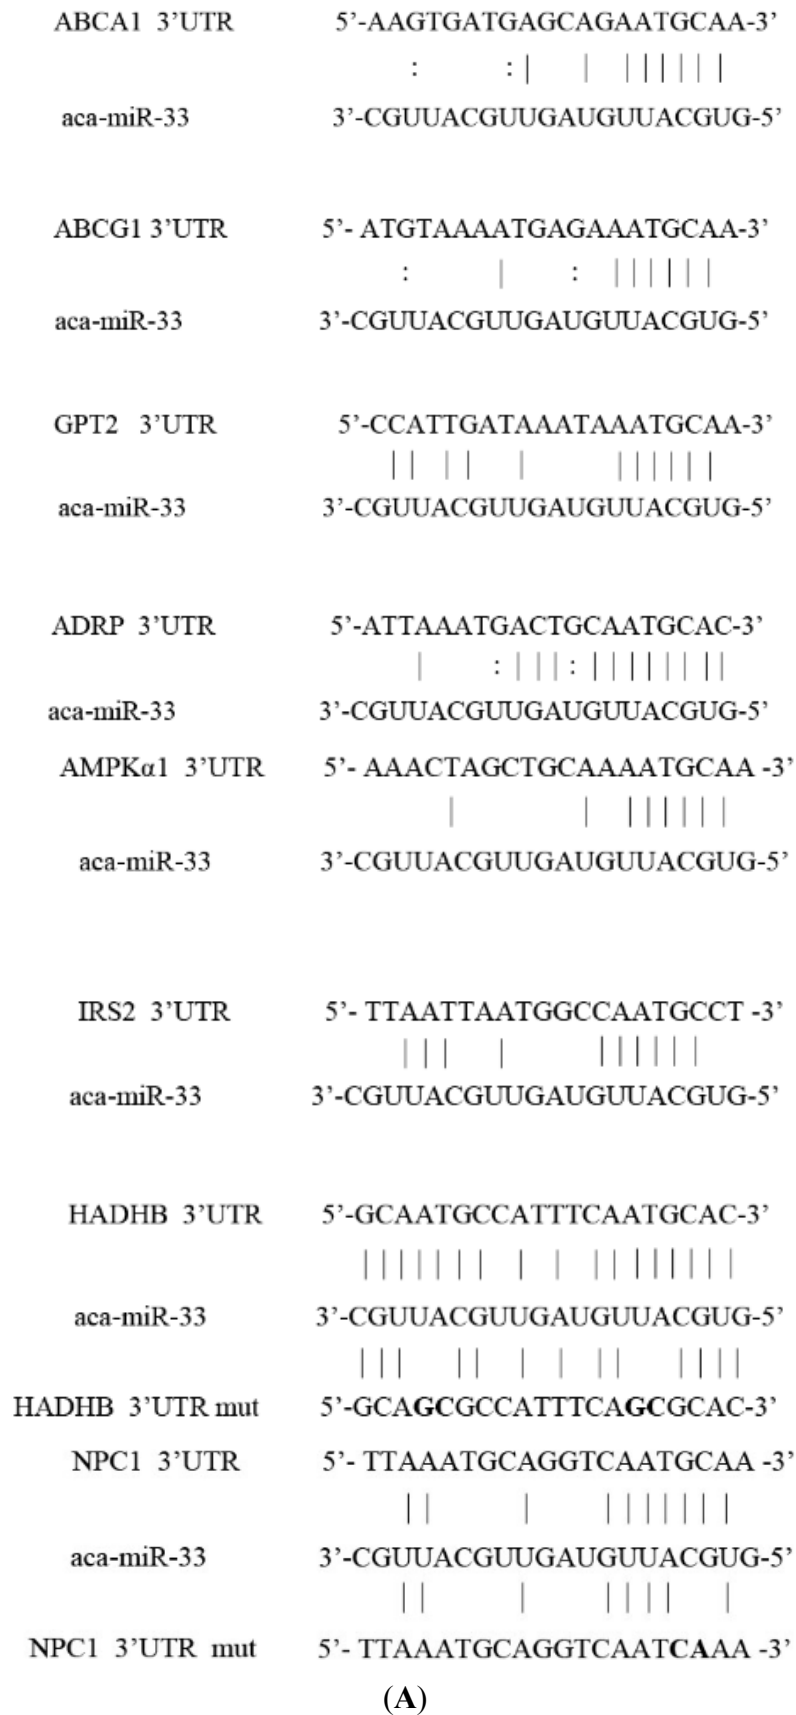 ABCA1 3’UTR 5’-AAGTGATGAGCAGAATGCAA-3’
: : | | | | | | | |
aca-miR-33 3’-CGUUACGUUGAUGUUACGUG-5’
ABCG1 3’UTR 5’- ATGTAAAATGAGAAATGCAA-3’
: | : | | | | | |
aca-miR-33 3’-CGUUACGUUGAUGUUACGUG-5’
GPT2 3’UTR 5’-CCATTGATAAATAAATGCAA-3’
| | | | | | | | | | |
aca-miR-33 3’-CGUUACGUUGAUGUUACGUG-5’
ADRP 3’UTR 5’-ATTAAATGACTGCAATGCAC-3’
| : | | | : | | | | | | | |
aca-miR-33 3’-CGUUACGUUGAUGUUACGUG-5’
AMPKα1 3’UTR 5’- AAACTAGCTGCAAAATGCAA -3’
| | | | | | | |
aca-miR-33 3’-CGUUACGUUGAUGUUACGUG-5’
IRS2 3’UTR 5’- TTAATTAATGGCCAATGCCT -3’
| | | | | | | | | |
aca-miR-33 3’-CGUUACGUUGAUGUUACGUG-5’
HADHB 3’UTR 5’-GCAATGCCATTTCAATGCAC-3’
| | | | | | | | | | | | | | | | |
aca-miR-33 3’-CGUUACGUUGAUGUUACGUG-5’
| | | | | | | | | | | | |
HADHB 3’UTR mut 5’-GCAGCGCCATTTCAGCGCAC-3’
NPC1 3’UTR 5’- TTAAATGCAGGTCAATGCAA -3’
| | | | | | | | | |
aca-miR-33 3’-CGUUACGUUGAUGUUACGUG-5’
| | | | | | | |
NPC1 3’UTR mut 5’- TTAAATGCAGGTCAATCAAA -3’
(A)